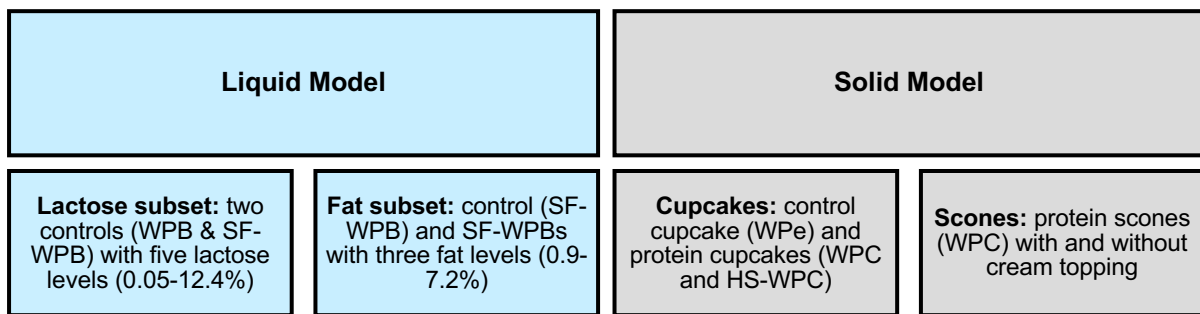 Liquid Model
Solid Model
Lactose subset: two
controls (WPB & SF-
WPB) with five lactose
levels (0.05-12.4%)
Fat subset: control (SF-
WPB) and SF-WPBs
with three fat levels (0.9-
7.2%)
Cupcakes: control
cupcake (WPe) and
protein cupcakes (WPC
and HS-WPC)
Scones: protein scones
(WPC) with and without
cream topping